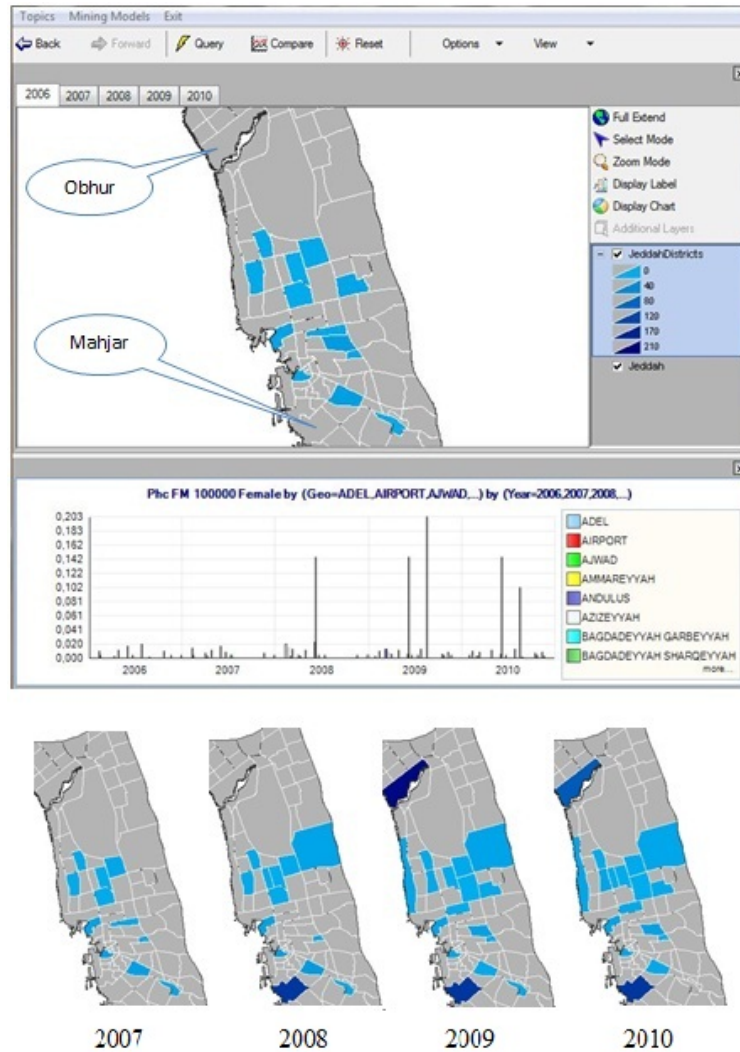 Topics Mining Models Exit
Back Forward Query Compare Reset Options View
2006 2007 2008 2009 2010
Full Extend
Select Mode
Zoom Mode
Display Label
Display Chart
Additional Layers
JeddahDistricts
0
40
80
120
170
210
Jeddah
Obhur
Mahjar
Phc FM 100000 Female by (Geo=ADEL,AIRPORT,AJWAD,...) by (Year=2006,2007,2008,...)
0,203
0,183
0,162
0,142
0,122
0,102
0,081
0,061
0,041
0,020
0,000
2006 2007 2008 2009 2010
ADEL
AIRPORT
AJWAD
AMMAREYYAH
ANDULUS
AZIZEYYAH
BAGDADEYYAH GARBEYYAH
BAGDADEYYAH SHARQEYYAH
more...
2007 2008 2009 2010